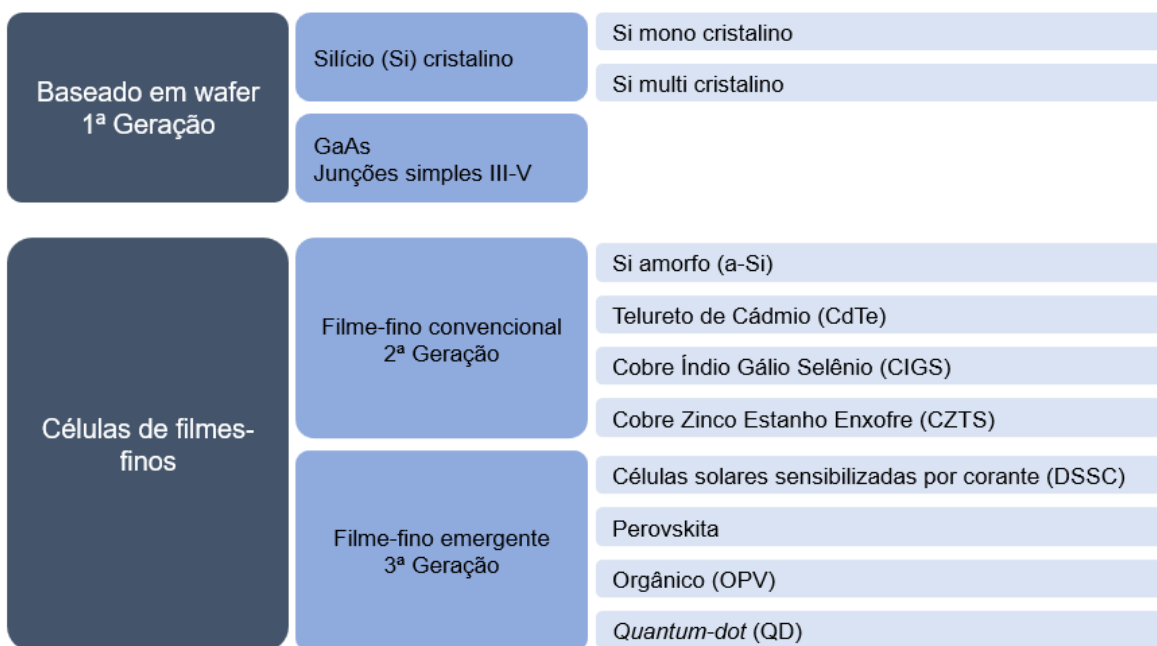 Baseado em wafer
1ª Geração
Silício (Si) cristalino
Si mono cristalino
Si multi cristalino
GaAs
Junções simples III-V
Células de filmes-
finos
Filme-fino convencional
2ª Geração
Si amorfo (a-Si)
Telureto de Cádmio (CdTe)
Cobre Índio Gálio Selênio (CIGS)
Cobre Zinco Estanho Enxofre (CZTS)
Filme-fino emergente
3ª Geração
Células solares sensibilizadas por corante (DSSC)
Perovskita
Orgânico (OPV)
Quantum-dot (QD)